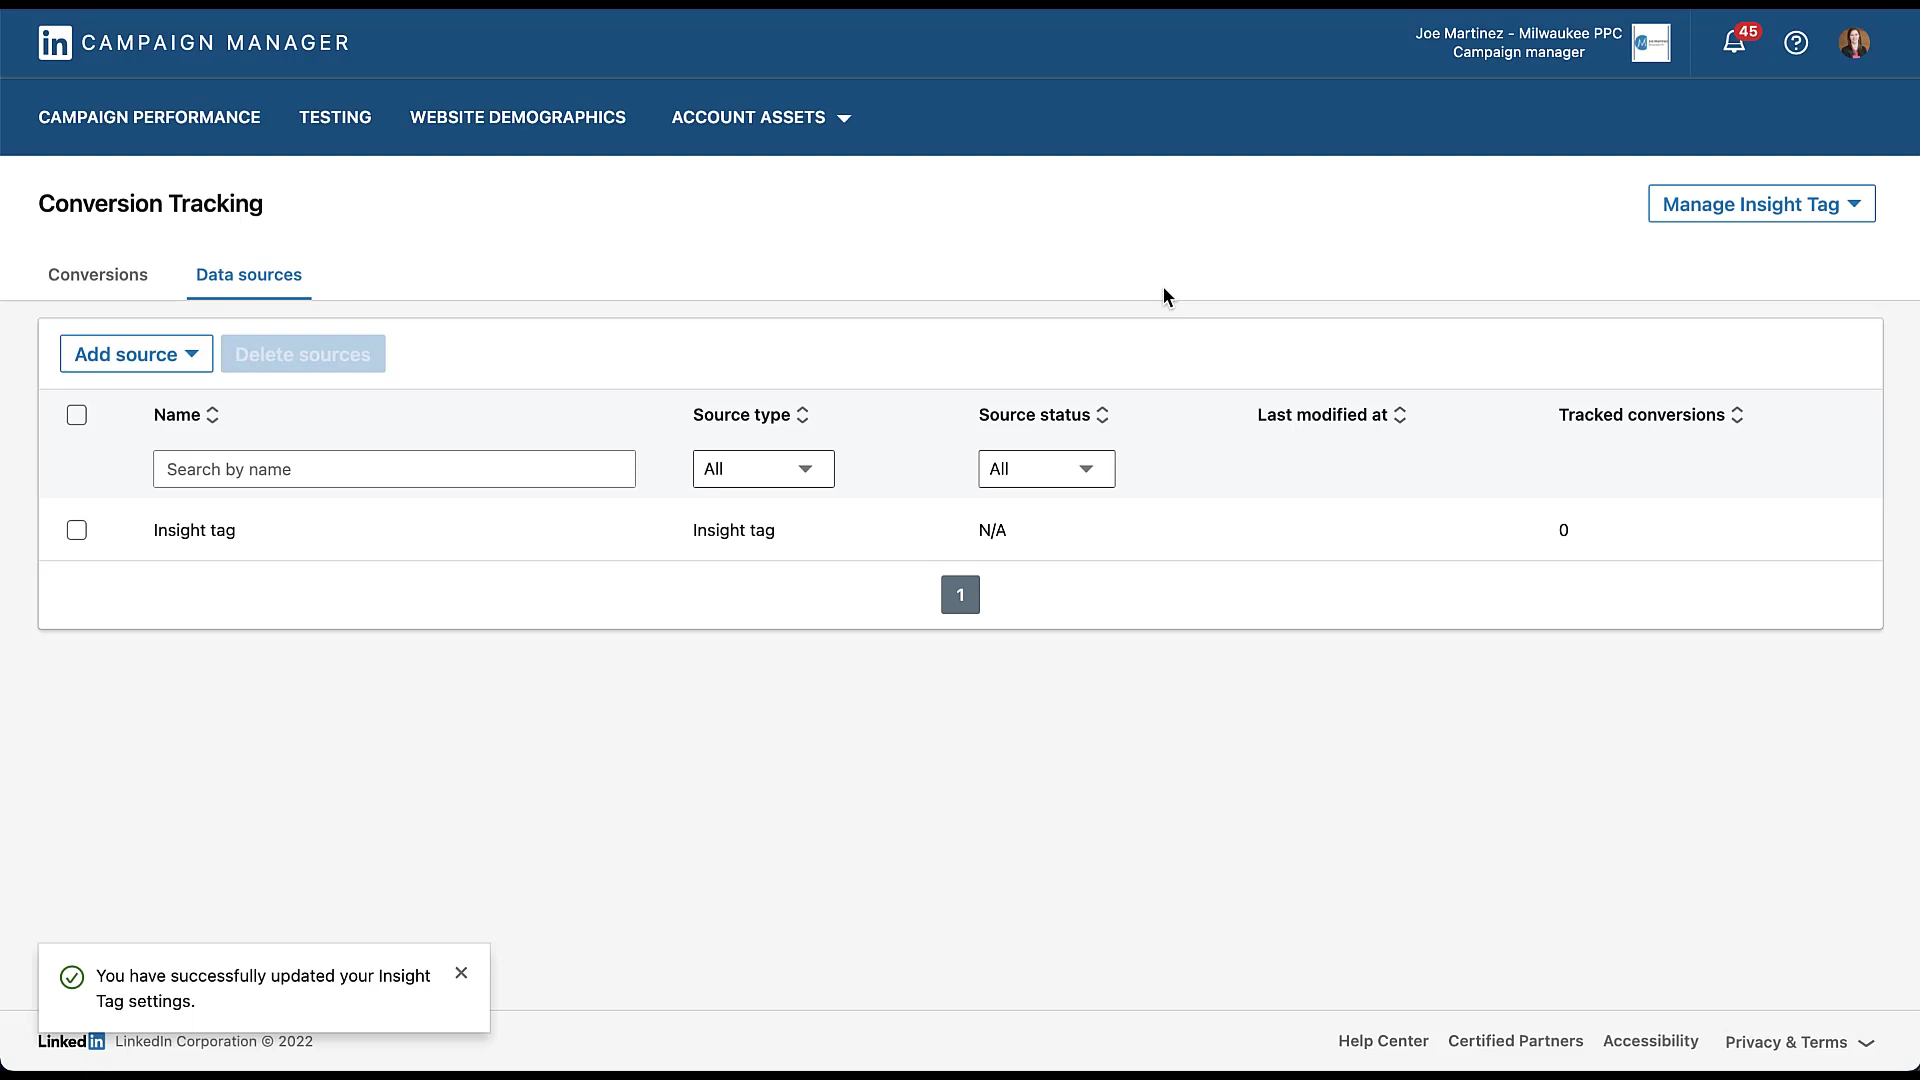 in CAMPAIGN MANAGER
Joe Martinez - Milwaukee PPC
Campaign manager
45
CAMPAIGN PERFORMANCE TESTING WEBSITE DEMOGRAPHICS ACCOUNT ASSETS
Conversion Tracking
Manage Insight Tag
Conversions Data sources
Add source Delete sources
Name Source type Source status Last modified at Tracked conversions
Search by name All All
Insight tag Insight tag N/A 0
1
You have successfully updated your Insight
Tag settings.
Linked in LinkedIn Corporation © 2022 Help Center Certified Partners Accessibility Privacy & Terms